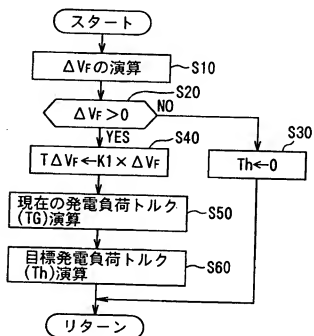 スタート
ΔVFの演算
S10
S20
ΔVF>0
NO
YES
S40
S30
TΔVF←K1×ΔVF
Th←0
現在の発電負荷トルク
(TG)演算
S50
目標発電負荷トルク
(Th)演算
S60
リターン